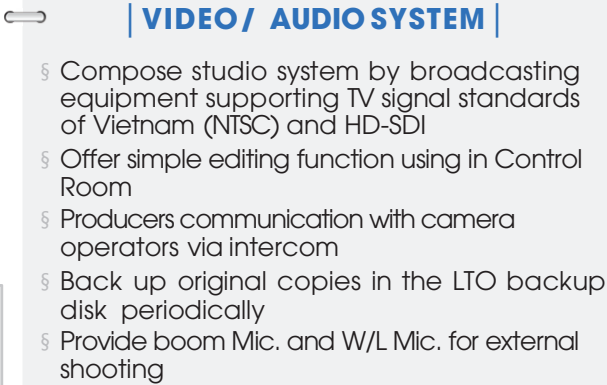 | VIDEO / AUDIO SYSTEM |
§ Compose studio system by broadcasting
equipment supporting TV signal standards
of Vietnam (NTSC) and HD-SDI
§ Offer simple editing function using in Control
Room
§ Producers communication with camera
operators via intercom
§ Back up original copies in the LTO backup
disk periodically
§ Provide boom Mic. and W/L Mic. for external
shooting